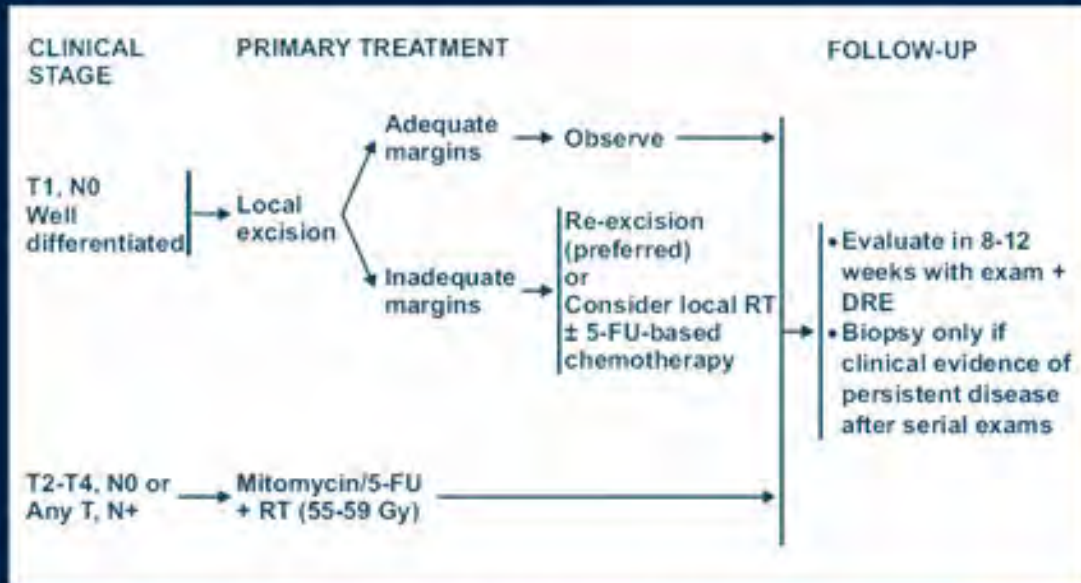 CLINICAL
STAGE
PRIMARY TREATMENT
FOLLOW-UP
T1, N0
Well
differentiated
Local
excision
Adequate
margins
Observe
Inadequate
margins
Re-excision
(preferred)
or
Consider local RT
± 5-FU-based
chemotherapy
•Evaluate in 8-12
weeks with exam +
DRE
•Biopsy only if
clinical evidence of
persistent disease
after serial exams
T2-T4, N0 or
Any T, N+
Mitomycin/5-FU
+ RT (55-59 Gy)